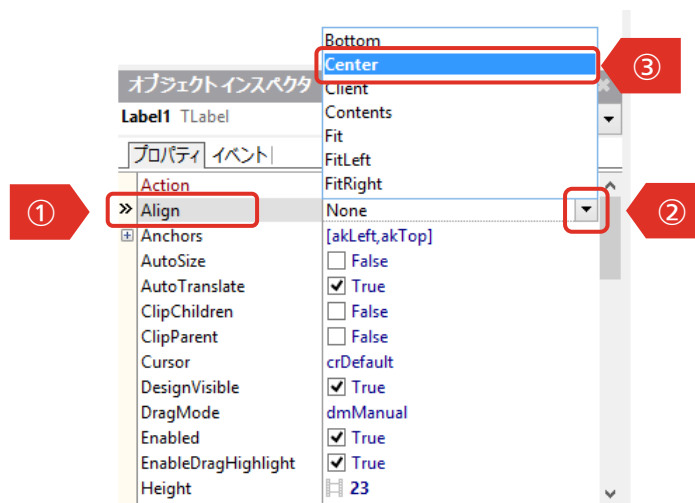 Bottom
Center
③
オブジェクト インスペクタ
Client
Label1 TLabel
Contents
Fit
プロパティ イベント
FitLeft
Action
FitRight
①
Align
None
②
Anchors
[akLeft,akTop]
AutoSize
False
AutoTranslate
True
ClipChildren
False
ClipParent
False
Cursor
crDefault
DesignVisible
True
DragMode
dmManual
Enabled
True
EnableDragHighlight
True
Height
23